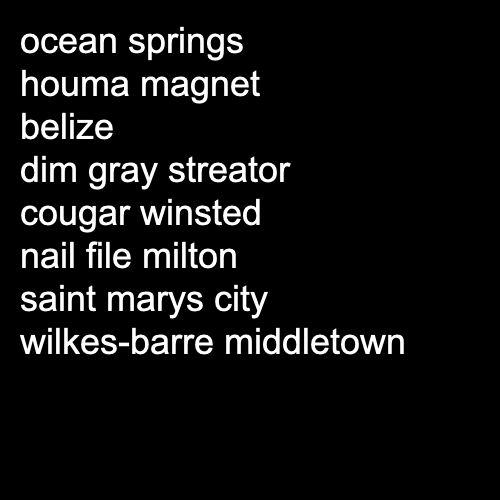 ocean springs
houma magnet
belize
dim gray streator
cougar winsted
nail file milton
saint marys city
wilkes-barre middletown